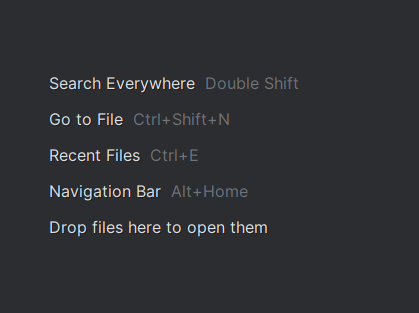 Search Everywhere Double Shift
Go to File Ctrl+Shift+N
Recent Files Ctrl+E
Navigation Bar Alt+Home
Drop files here to open them